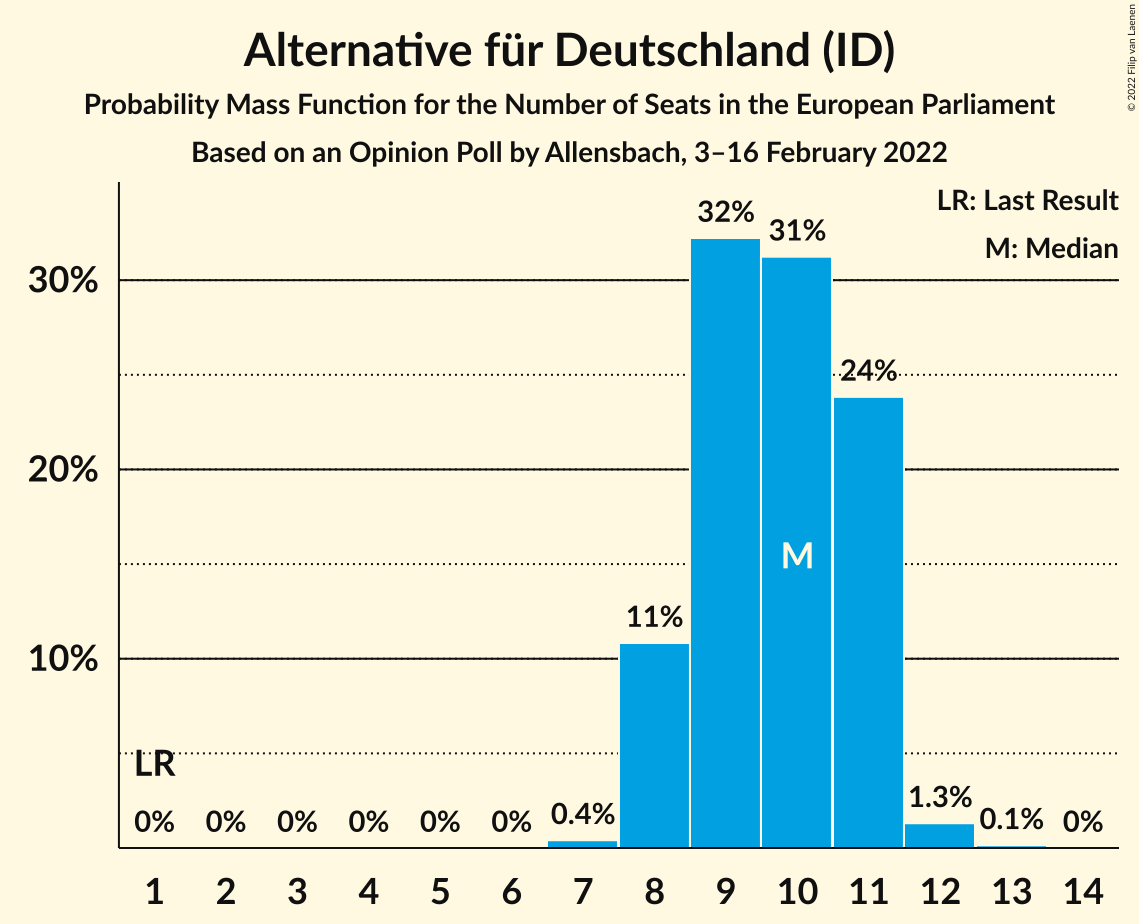 Alternative für Deutschland (ID)
Probability Mass Function for the Number of Seats in the European Parliament
Based on an Opinion Poll by Allensbach, 3–16 February 2022
© 2022 Filip van Laenen
LR: Last Result
M: Median
32%
31%
30%
24%
20%
M
11%
10%
LR
0%
0%
0%
0%
0%
0%
0.4%
1.3%
0.1%
0%
1 2 3 4 5 6 7 8 9 10 11 12 13 14